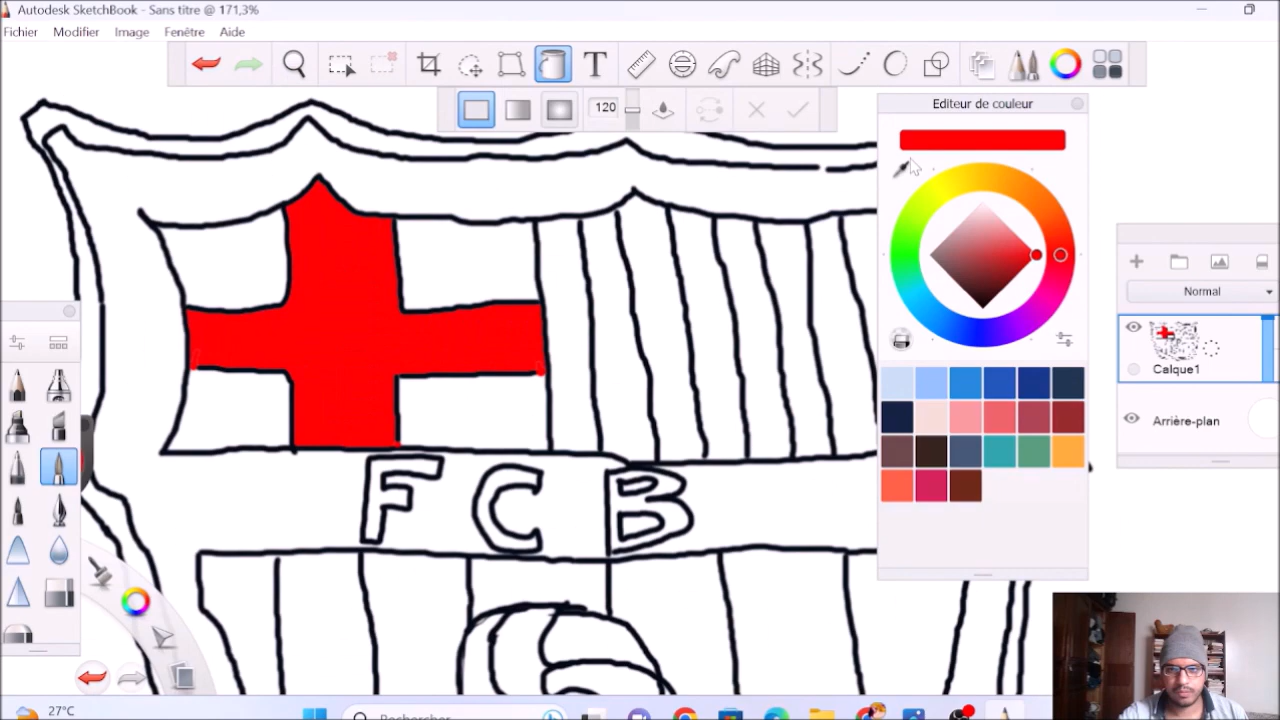 Autodesk SketchBook - Sans titre @ 171,3%
Fichier Modifier Image Fenêtre Aide
T
120
Editeur de couleur
Normal
Calque1
Arrière-plan
F C B
27°C
Rechercher